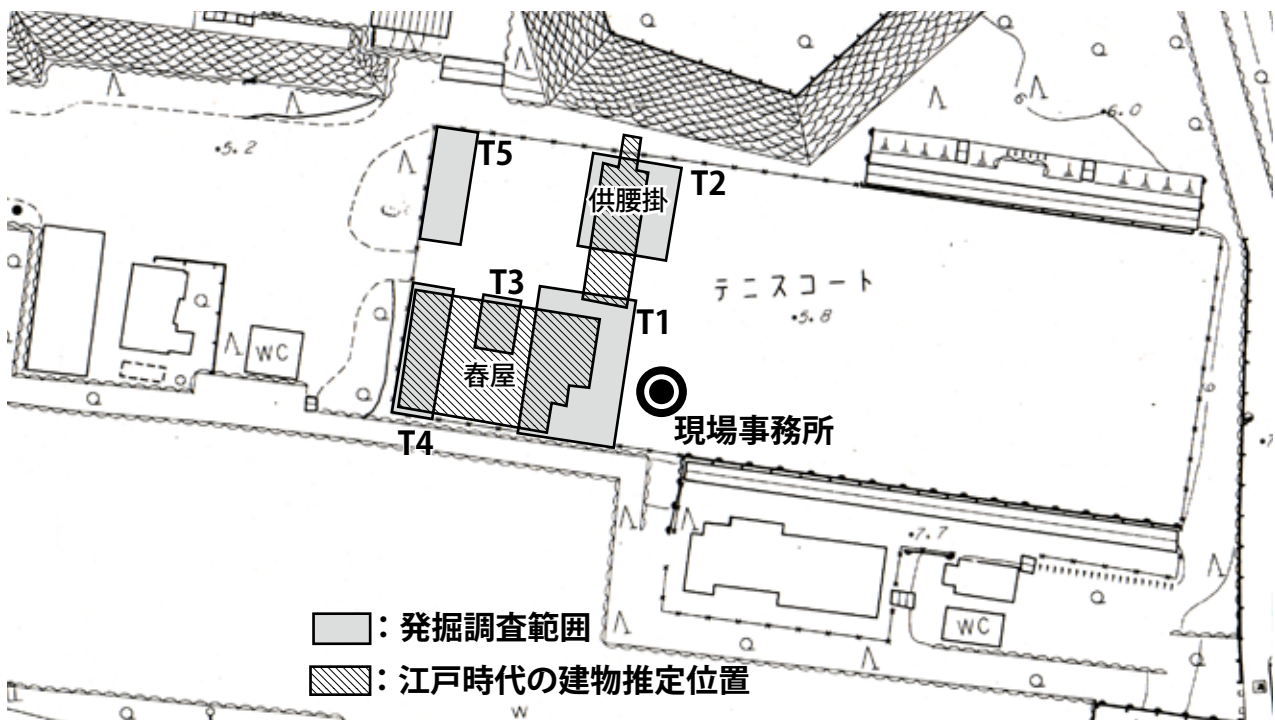 6
・6.0
・5.2
T5
T2
供腰掛
T3
テニスコート
・5.8
T1
WC
舂屋
現場事務所
T4
・7.7
WC
：発掘調査範囲
：江戸時代の建物推定位置